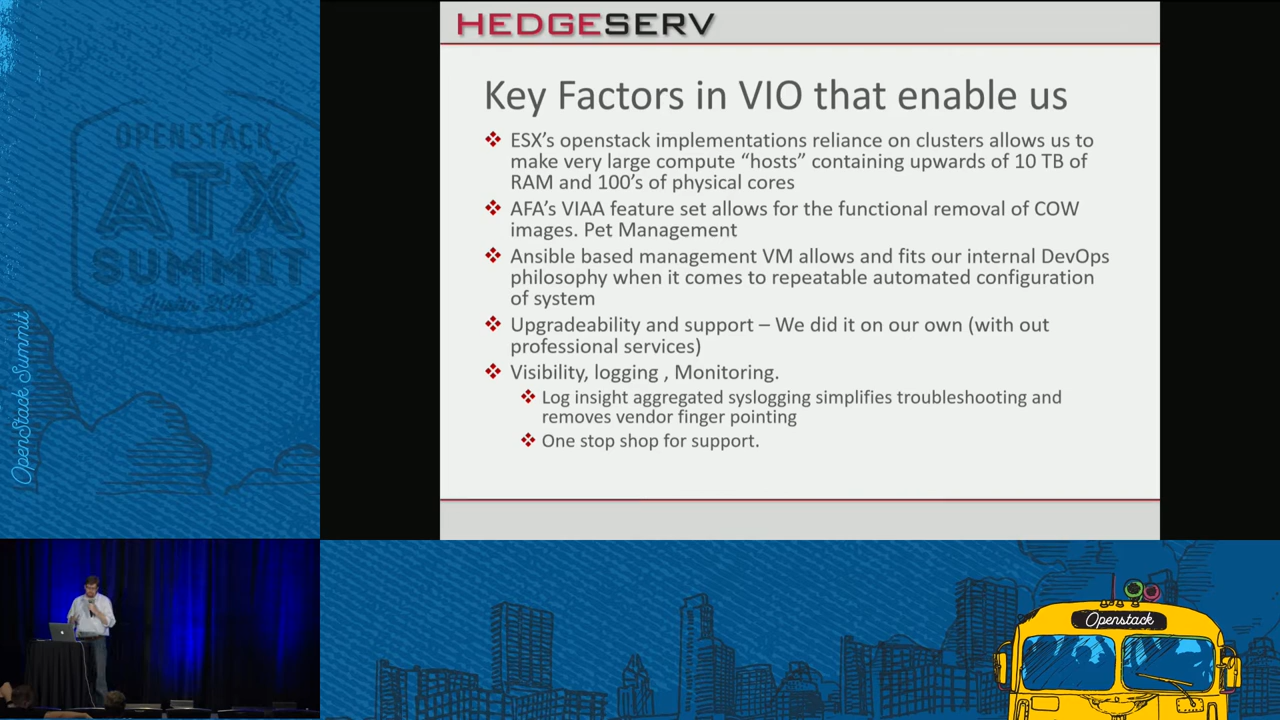 HEDGESERV
Key Factors in VIO that enable us
ESX's openstack implementations reliance on clusters allows us to
make very large compute “hosts” containing upwards of 10 TB of
RAM and 100's of physical cores
AFA's VIAA feature set allows for the functional removal of COW
images. Pet Management
Ansible based management VM allows and fits our internal DevOps
philosophy when it comes to repeatable automated configuration
of system
Upgradeability and support – We did it on our own (with out
professional services)
Visibility, logging , Monitoring.
Log insight aggregated syslogging simplifies troubleshooting and
removes vendor finger pointing
One stop shop for support.
OPENSTACK
ATX
SUMMIT
Austin 2016
OpenStack Summit
Openstack